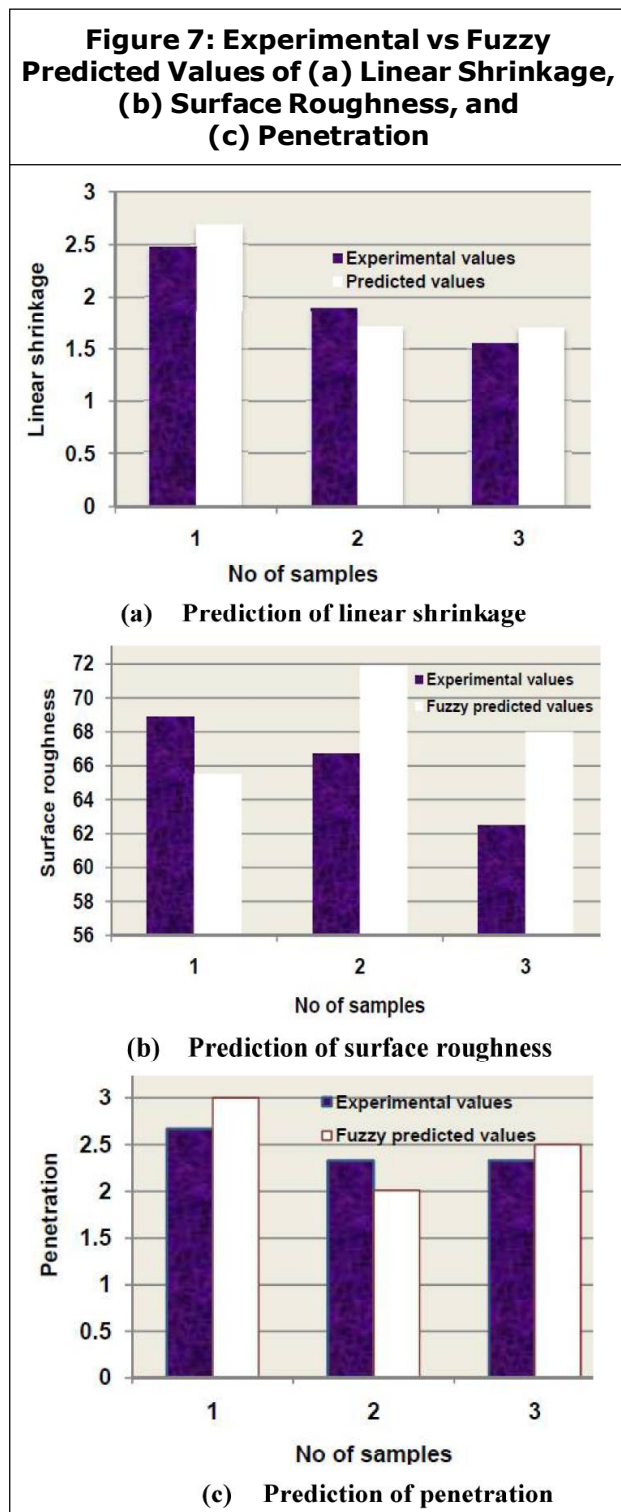 Figure 7: Experimental vs Fuzzy
Predicted Values of (a) Linear Shrinkage,
(b) Surface Roughness, and
(c) Penetration
3
2.5
2
1.5
1
0.5
0
Linear shrinkage
Experimental values
Predicted values
1 2 3
No of samples
(a) Prediction of linear shrinkage
72
70
68
66
64
62
60
58
56
Surface roughness
Experimental values
Fuzzy predicted values
1 2 3
No of samples
(b) Prediction of surface roughness
3
2.5
2
1.5
1
0.5
0
Penetration
Experimental values
Fuzzy predicted values
1 2 3
No of samples
(c) Prediction of penetration